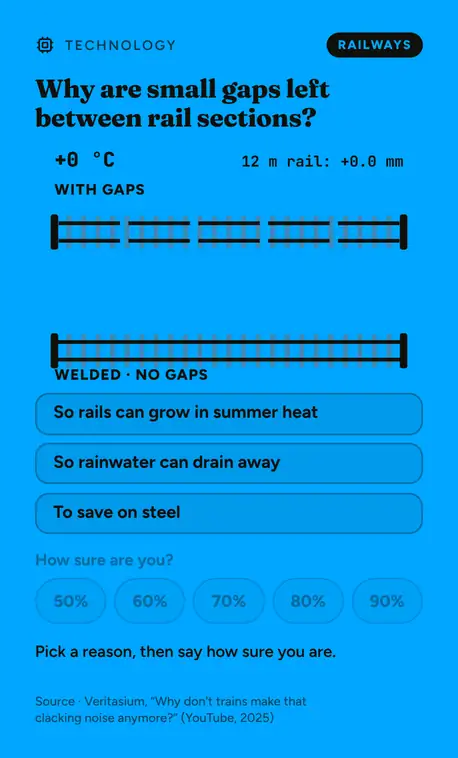 TECHNOLOGY
RAILWAYS
Why are small gaps left
between rail sections?
+0 °C
12 m rail: +0.0 mm
WITH GAPS
WELDED · NO GAPS
So rails can grow in summer heat
So rainwater can drain away
To save on steel
How sure are you?
50% 60% 70% 80% 90%
Pick a reason, then say how sure you are.
Source · Veritasium, “Why don't trains make that
clacking noise anymore?” (YouTube, 2025)